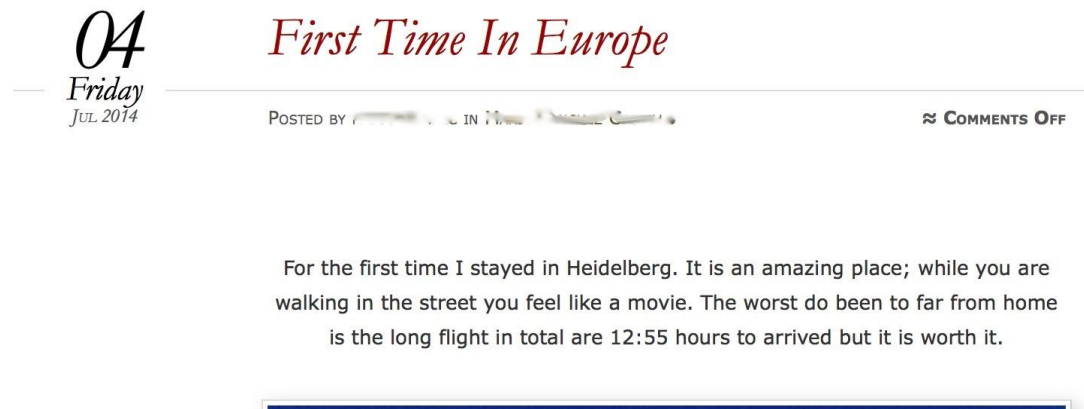 04
Friday
Jul 2014
First Time In Europe
Posted by in
≈ Comments Off
For the first time I stayed in Heidelberg. It is an amazing place; while you are
walking in the street you feel like a movie. The worst do been to far from home
is the long flight in total are 12:55 hours to arrived but it is worth it.